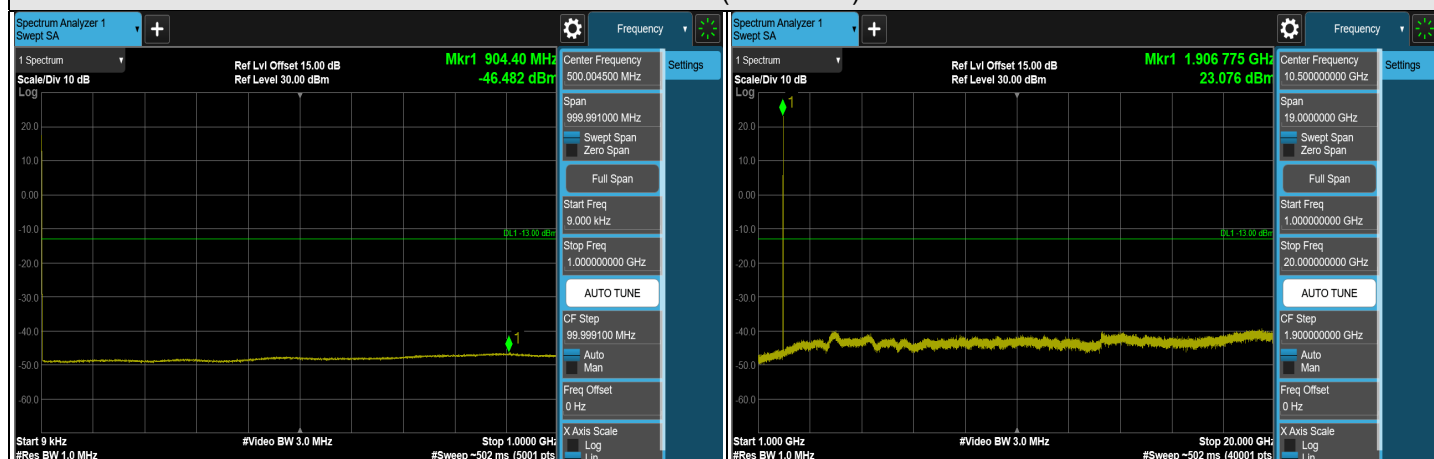 Spectrum Analyzer 1
Swept SA
+
Frequency
1 Spectrum
Scale/Div 10 dB
Ref Lvl Offset 15.00 dB
Ref Level 30.00 dBm
Mkr1 904.40 MHz
-46.482 dBm
Log
20.0
10.0
0.00
-10.0
-20.0
-30.0
-40.0
-50.0
-60.0
DL1 -13.00 dBm
1
Start 9 kHz
#Res BW 1.0 MHz
#Video BW 3.0 MHz
Stop 1.0000 GHz
#Sweep ~502 ms (5001 pts)
Center Frequency
500.004500 MHz
Settings
Span
999.991000 MHz
Swept Span
Zero Span
Full Span
Start Freq
9.000 kHz
Stop Freq
1.000000000 GHz
AUTO TUNE
CF Step
99.999100 MHz
Auto
Man
Freq Offset
0 Hz
X Axis Scale
Log
Lin
Spectrum Analyzer 1
Swept SA
+
Frequency
1 Spectrum
Scale/Div 10 dB
Ref Lvl Offset 15.00 dB
Ref Level 30.00 dBm
Mkr1 1.906 775 GHz
23.076 dBm
Log
1
20.0
10.0
0.00
-10.0
-20.0
-30.0
-40.0
-50.0
-60.0
DL1 -13.00 dBm
Start 1.000 GHz
#Res BW 1.0 MHz
#Video BW 3.0 MHz
Stop 20.000 GHz
#Sweep ~502 ms (40001 pts)
Center Frequency
10.500000000 GHz
Settings
Span
19.0000000 GHz
Swept Span
Zero Span
Full Span
Start Freq
1.000000000 GHz
Stop Freq
20.000000000 GHz
AUTO TUNE
CF Step
1.900000000 GHz
Auto
Man
Freq Offset
0 Hz
X Axis Scale
Log
Lin